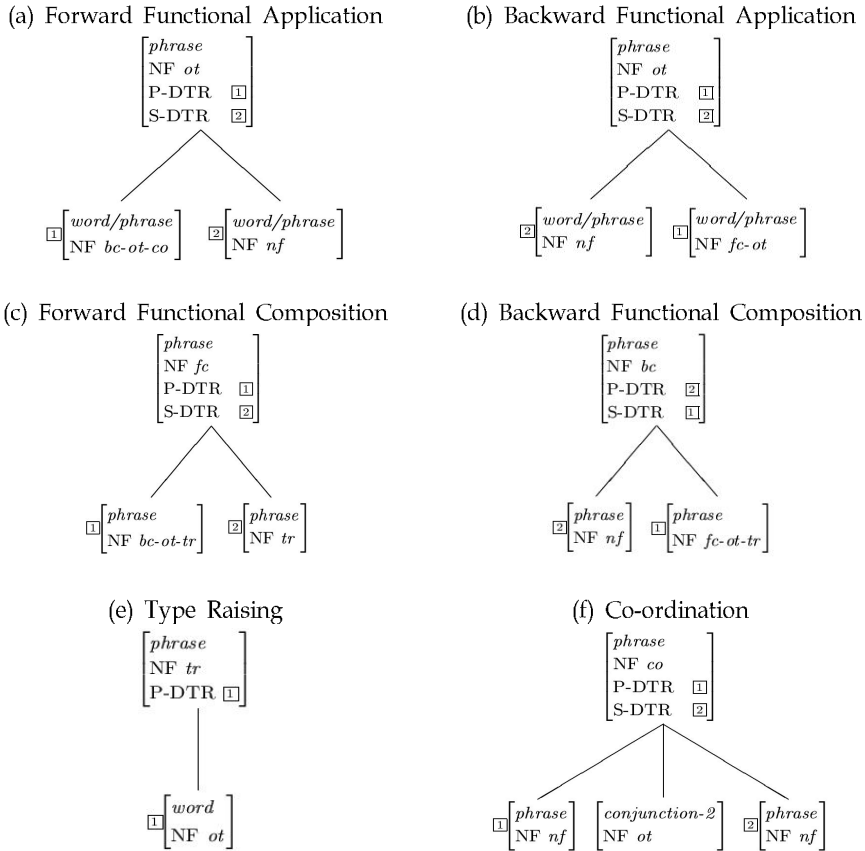 (a) Forward Functional Application
phrase
NF ot
P-DTR 1
S-DTR 2
1 word/phrase
NF bc-ot-co
2 word/phrase
NF nf
(b) Backward Functional Application
phrase
NF ot
P-DTR 1
S-DTR 2
2 word/phrase
NF nf
1 word/phrase
NF fc-ot
(c) Forward Functional Composition
phrase
NF fc
P-DTR 1
S-DTR 2
1 phrase
NF bc-ot-tr
2 phrase
NF tr
(d) Backward Functional Composition
phrase
NF bc
P-DTR 2
S-DTR 1
2 phrase
NF nf
1 phrase
NF fc-ot-tr
(e) Type Raising
phrase
NF tr
P-DTR 1
1 word
NF ot
(f) Co-ordination
phrase
NF co
P-DTR 1
S-DTR 2
1 phrase
NF nf
conjunction-2
NF ot
2 phrase
NF nf